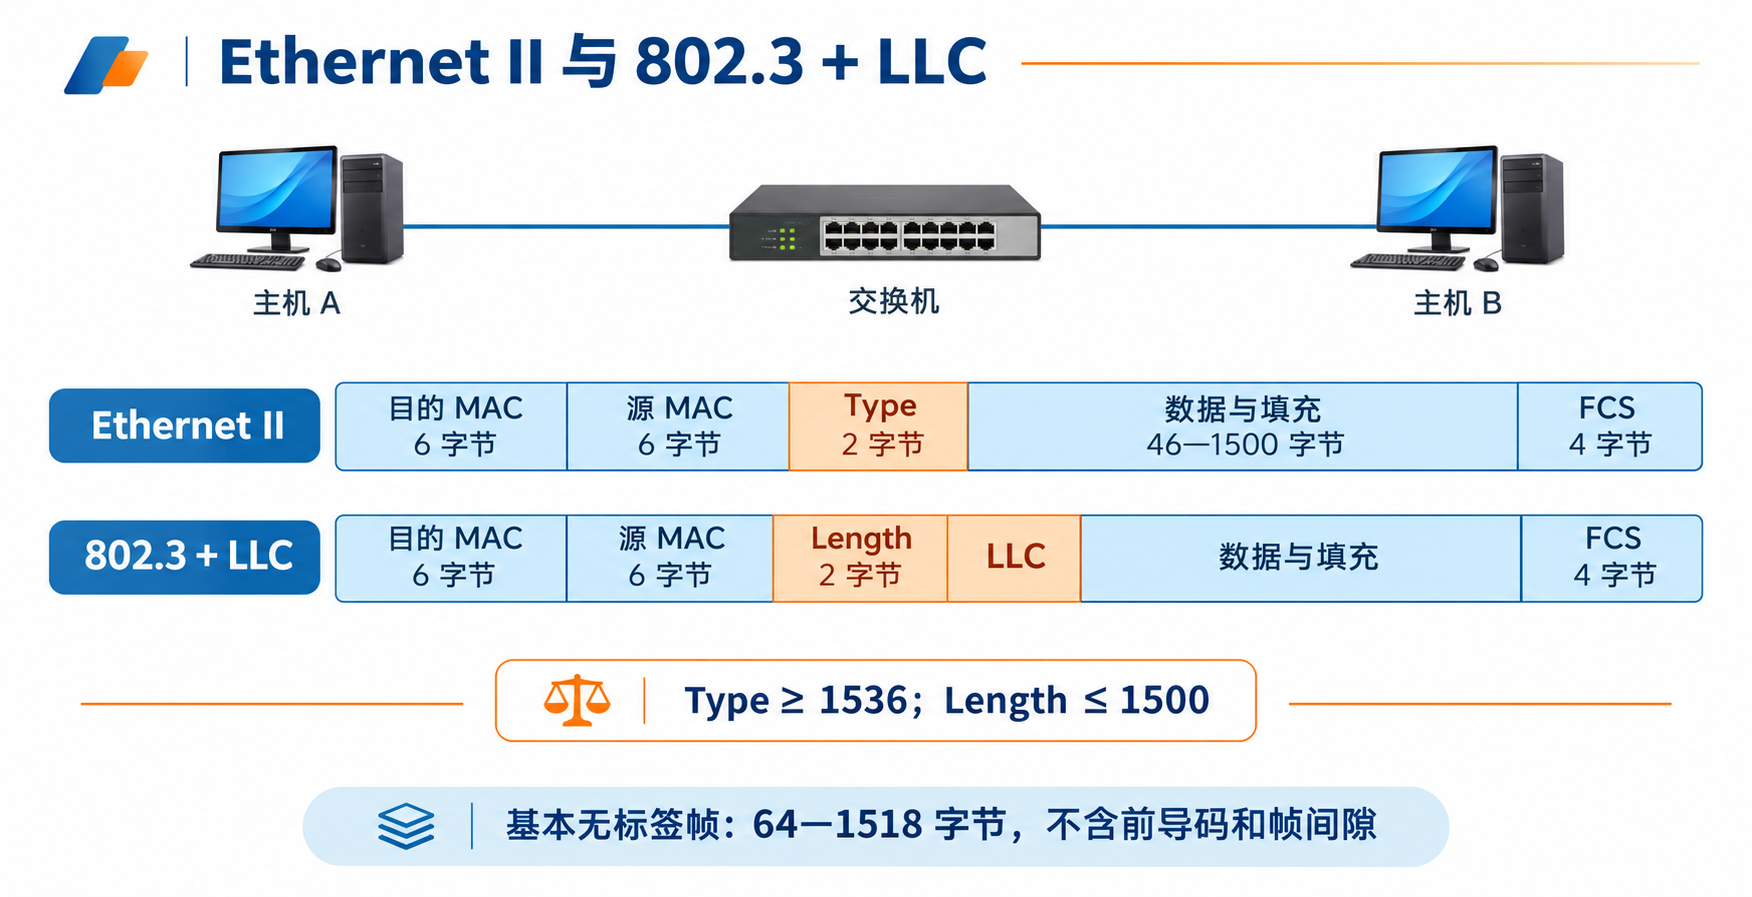 Ethernet II 与 802.3 + LLC
主机 A
交换机
主机 B
Ethernet II
目的 MAC
6 字节
源 MAC
6 字节
Type
2 字节
数据与填充
46—1500 字节
FCS
4 字节
802.3 + LLC
目的 MAC
6 字节
源 MAC
6 字节
Length
2 字节
LLC
数据与填充
FCS
4 字节
Type ≥ 1536；Length ≤ 1500
基本无标签帧：64—1518 字节，不含前导码和帧间隙